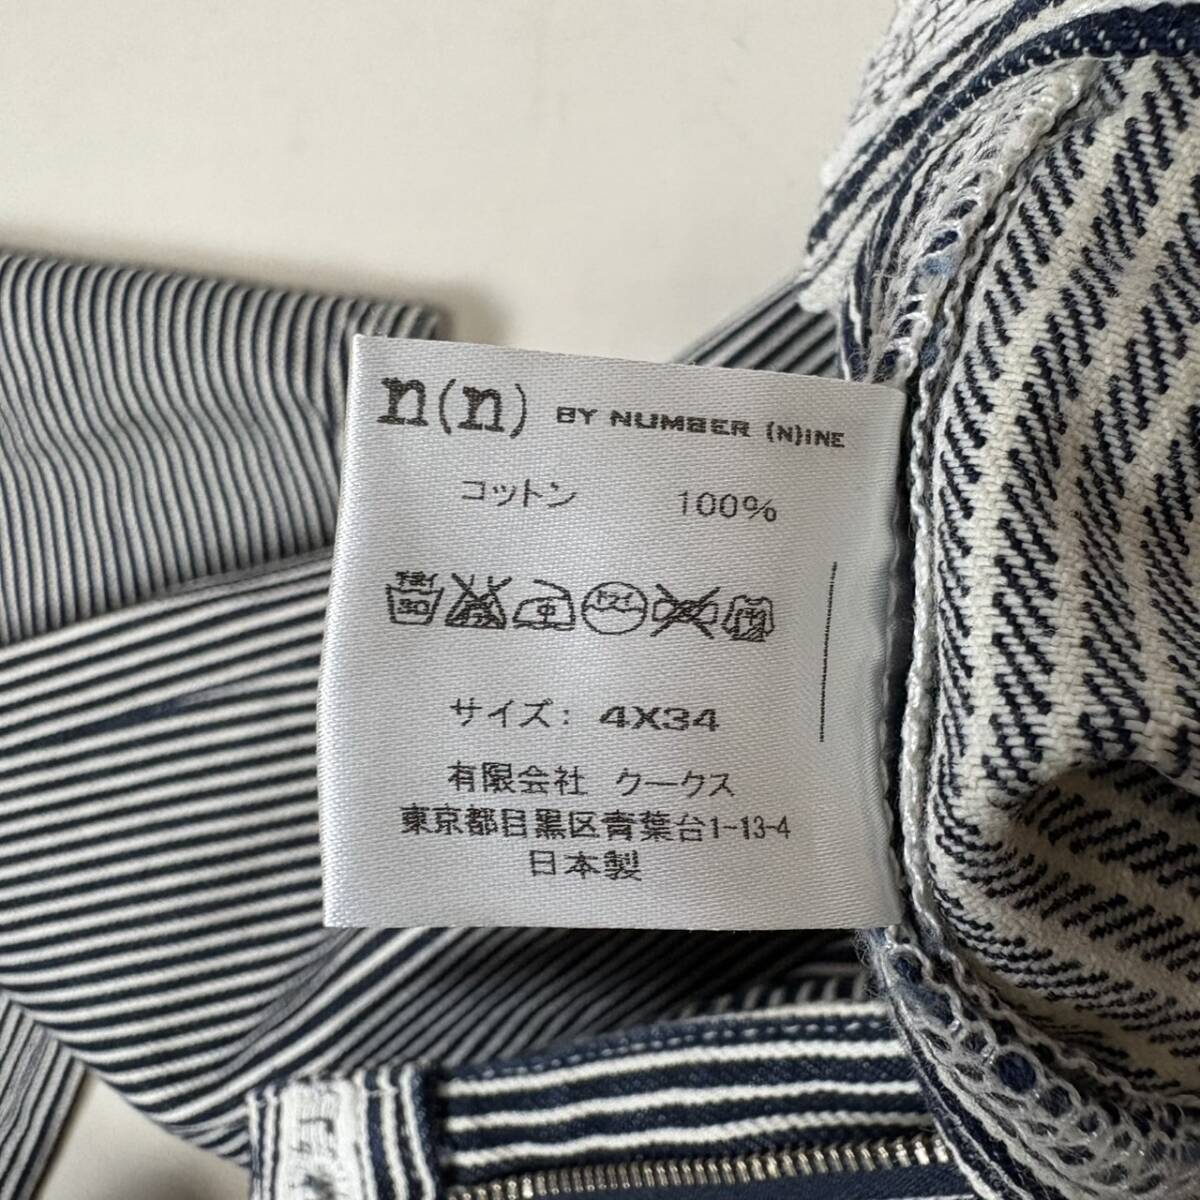 n(n) BY NUMBER (N)INE
コットン 100%
サイズ: 4X34
有限会社 クークス
東京都目黒区青葉台1-13-4
日本製